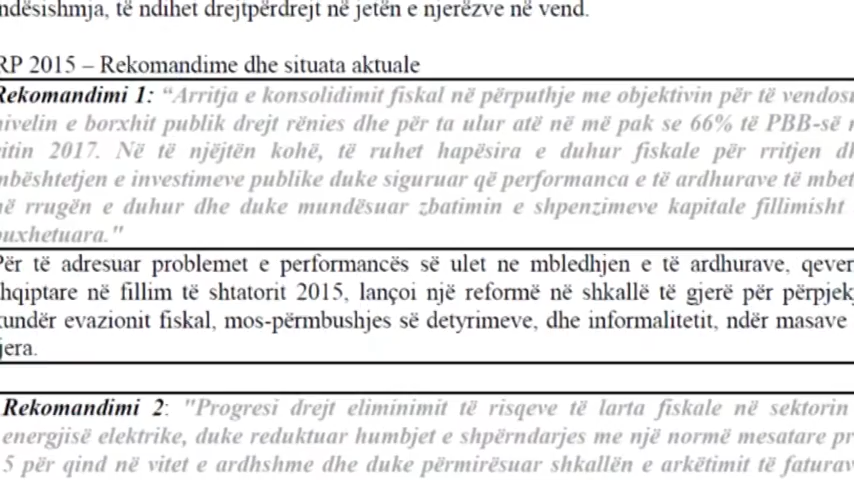 ndësishmja, të ndihet drejtpërdrejt në jetën e njerëzve në vend.
RP 2015 – Rekomandime dhe situata aktuale
Rekomandimi 1: “Arritja e konsolidimit fiskal në përputhje me objektivin për të vendos
nivelin e borxhit publik drejt rënies dhe për ta ulur atë në më pak se 66% të PBB-së
vitin 2017. Në të njëjtën kohë, të ruhet hapësira e duhur fiskale për rritjen dh
mbështetjen e investimeve publike duke siguruar që performanca e të ardhurave të mbet
në rrugën e duhur dhe duke mundësuar zbatimin e shpenzimeve kapitale fillimisht
buxhetuara."
Për të adresuar problemet e performancës së ulet ne mbledhjen e të ardhurave, qever
hqiptare në fillim të shtatorit 2015, lançoi një reformë në shkallë të gjerë për përpjek
kundër evazionit fiskal, mos-përmbushjes së detyrimeve, dhe informalitetit, ndër masave
jera.
Rekomandimi 2: "Progresi drejt eliminimit të risqeve të larta fiskale në sektorin
energjisë elektrike, duke reduktuar humbjet e shpërndarjes me një normë mesatare pr
5 për qind në vitet e ardhshme dhe duke përmirësuar shkallën e arkëtimit të faturav